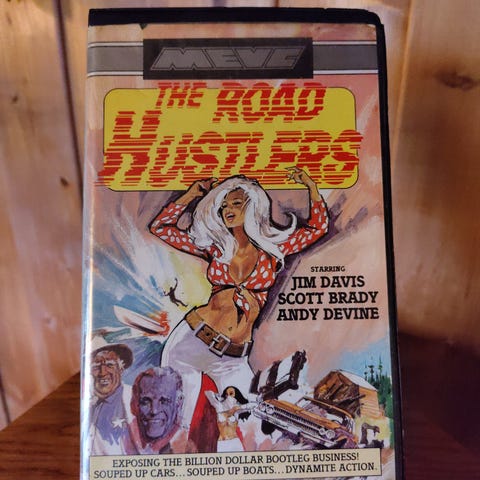 MEVC
THE ROAD
HUSTLERS
STARRING
JIM DAVIS
SCOTT BRADY
ANDY DEVINE
EXPOSING THE BILLION DOLLAR BOOTLEG BUSINESS!
SOUPED UP CARS...SOUPED UP BOATS...DYNAMITE ACTION.